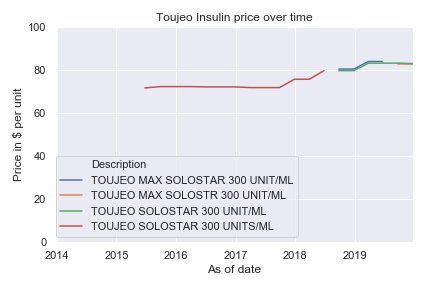 Toujeo Insulin price over time
100
80
60
40
20
0
Price in $ per unit
Description
TOUJEO MAX SOLOSTAR 300 UNIT/ML
TOUJEO MAX SOLOSTR 300 UNIT/ML
TOUJEO SOLOSTAR 300 UNIT/ML
TOUJEO SOLOSTAR 300 UNITS/ML
2014 2015 2016 2017 2018 2019
As of date